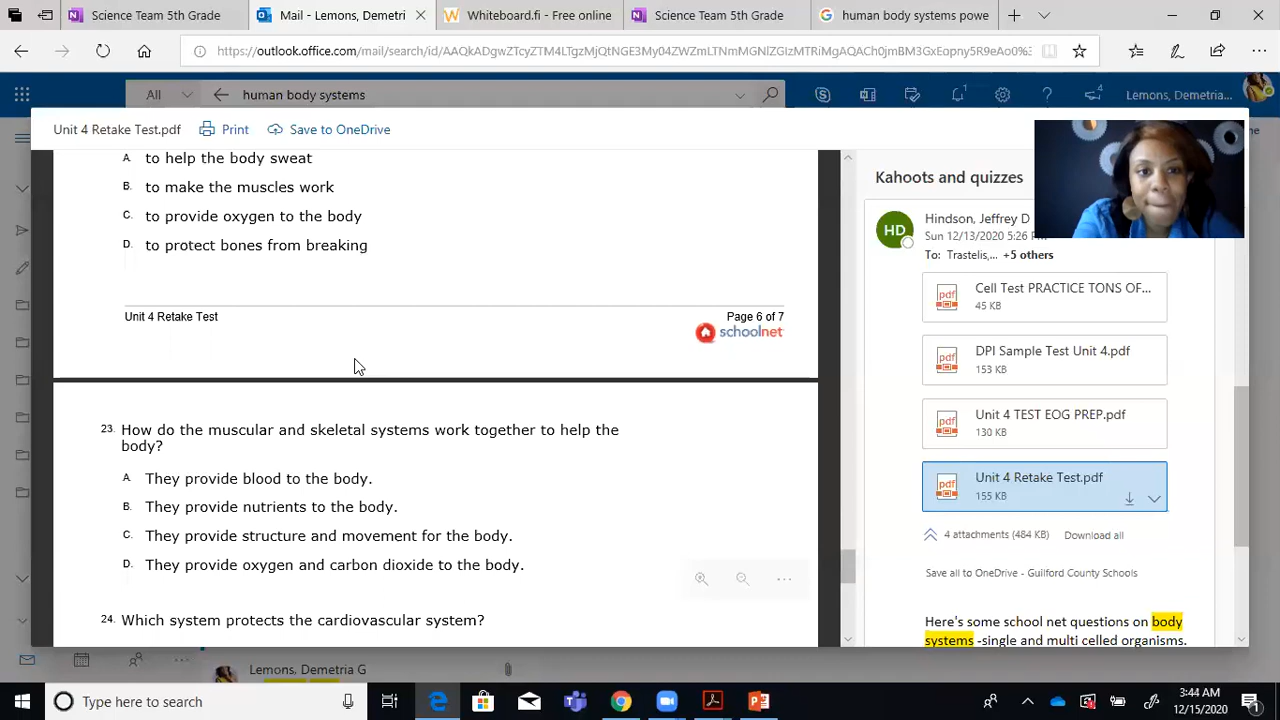 Science Team 5th Grade
Mail - Lemons, Demetri
Whiteboard.fi - Free online
Science Team 5th Grade
human body systems powe
https://outlook.office.com/mail/search/id/
All
human body systems
Lemons, Demetria...
Unit 4 Retake Test.pdf
Print
Save to OneDrive
A. to help the body sweat
B. to make the muscles work
C. to provide oxygen to the body
D. to protect bones from breaking
Unit 4 Retake Test
Page 6 of 7
schoolnet
23. How do the muscular and skeletal systems work together to help the
body?
A. They provide blood to the body.
B. They provide nutrients to the body.
C. They provide structure and movement for the body.
D. They provide oxygen and carbon dioxide to the body.
24. Which system protects the cardiovascular system?
Kahoots and quizzes
HD
Hindson, Jeffrey D
Sun 12/13/2020 5:26
To: Trastelis,... +5 others
pdf
Cell Test PRACTICE TONS OF...
45 KB
pdf
DPI Sample Test Unit 4.pdf
153 KB
pdf
Unit 4 TEST EOG PREP.pdf
130 KB
pdf
Unit 4 Retake Test.pdf
155 KB
4 attachments (484 KB)
Download all
Save all to OneDrive - Guilford County Schools
Here's some school net questions on body
systems -single and multi celled organisms.
Lemons, Demetria G
Type here to search
3:44 AM
12/15/2020